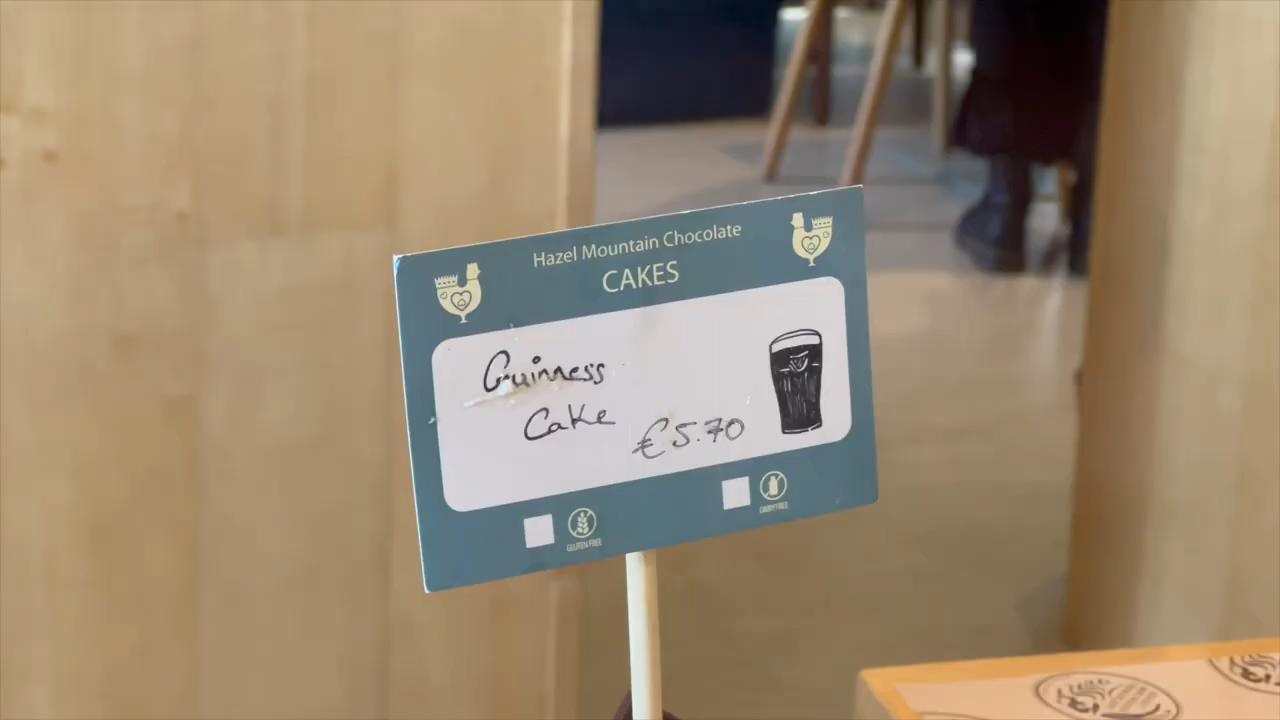 Hazel Mountain Chocolate
CAKES
Guinness
Cake
€5.70
GLUTEN FREE
DAIRY FREE